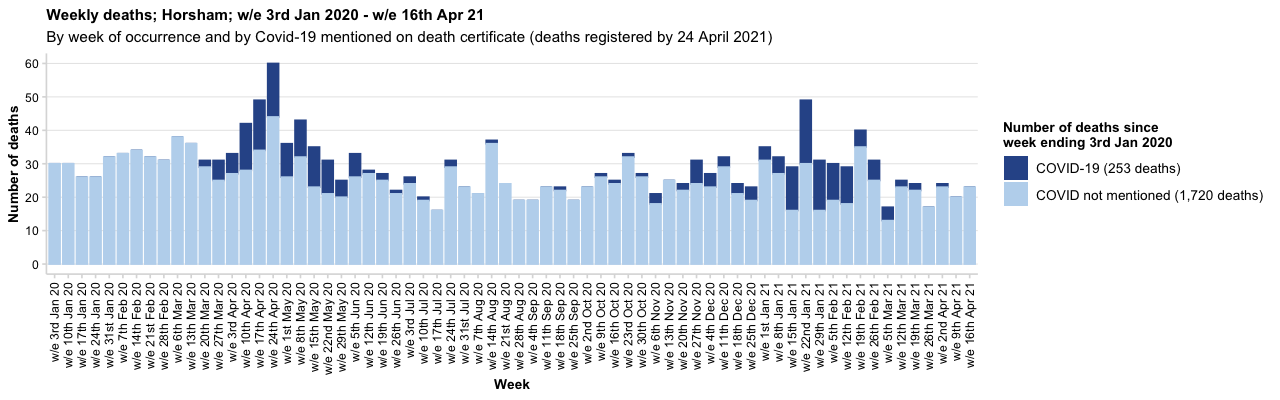 Weekly deaths; Horsham; w/e 3rd Jan 2020 - w/e 16th Apr 21
By week of occurrence and by Covid-19 mentioned on death certificate (deaths registered by 24 April 2021)
Number of deaths
60
50
40
30
20
10
0
w/e 3rd Jan 20
w/e 10th Jan 20
w/e 17th Jan 20
w/e 24th Jan 20
w/e 31st Jan 20
w/e 7th Feb 20
w/e 14th Feb 20
w/e 21st Feb 20
w/e 28th Feb 20
w/e 6th Mar 20
w/e 13th Mar 20
w/e 20th Mar 20
w/e 27th Mar 20
w/e 3rd Apr 20
w/e 10th Apr 20
w/e 17th Apr 20
w/e 24th Apr 20
w/e 1st May 20
w/e 8th May 20
w/e 15th May 20
w/e 22nd May 20
w/e 29th May 20
w/e 5th Jun 20
w/e 12th Jun 20
w/e 19th Jun 20
w/e 26th Jun 20
w/e 3rd Jul 20
w/e 10th Jul 20
w/e 17th Jul 20
w/e 24th Jul 20
w/e 31st Jul 20
w/e 7th Aug 20
w/e 14th Aug 20
w/e 21st Aug 20
w/e 28th Aug 20
w/e 4th Sep 20
w/e 11th Sep 20
w/e 18th Sep 20
w/e 25th Sep 20
w/e 2nd Oct 20
w/e 9th Oct 20
w/e 16th Oct 20
w/e 23rd Oct 20
w/e 30th Oct 20
w/e 6th Nov 20
w/e 13th Nov 20
w/e 20th Nov 20
w/e 27th Nov 20
w/e 4th Dec 20
w/e 11th Dec 20
w/e 18th Dec 20
w/e 25th Dec 20
w/e 1st Jan 21
w/e 8th Jan 21
w/e 15th Jan 21
w/e 22nd Jan 21
w/e 29th Jan 21
w/e 5th Feb 21
w/e 12th Feb 21
w/e 19th Feb 21
w/e 26th Feb 21
w/e 5th Mar 21
w/e 12th Mar 21
w/e 19th Mar 21
w/e 26th Mar 21
w/e 2nd Apr 21
w/e 9th Apr 21
w/e 16th Apr 21
Week
Number of deaths since
week ending 3rd Jan 2020
COVID-19 (253 deaths)
COVID not mentioned (1,720 deaths)